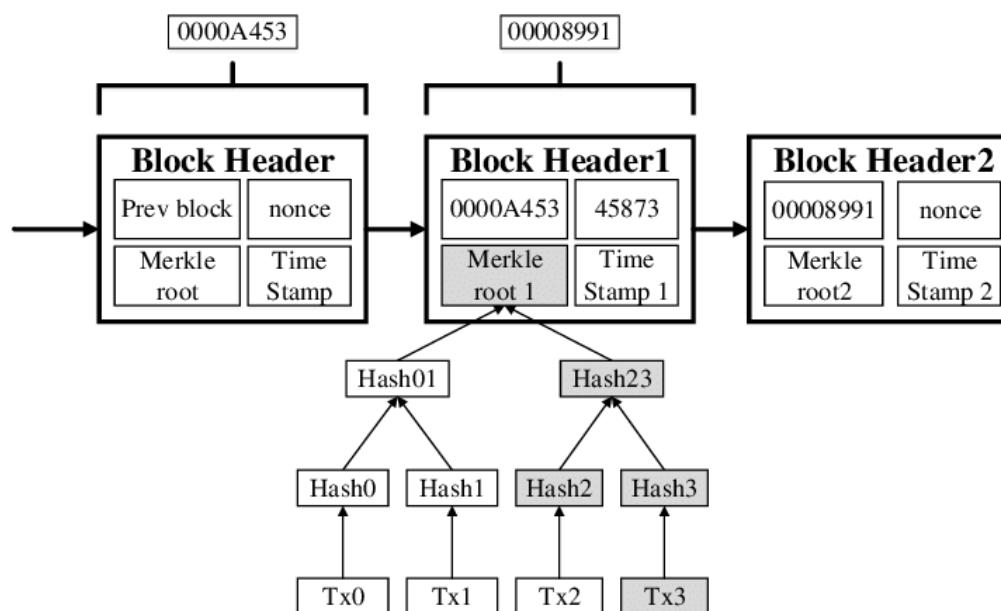 0000A453
00008991
Block Header
Prev block
nonce
Merkle
root
Time
Stamp
Block Header1
0000A453
45873
Merkle
root 1
Time
Stamp 1
Block Header2
00008991
nonce
Merkle
root2
Time
Stamp 2
Hash01
Hash23
Hash0
Hash1
Hash2
Hash3
Tx0
Tx1
Tx2
Tx3